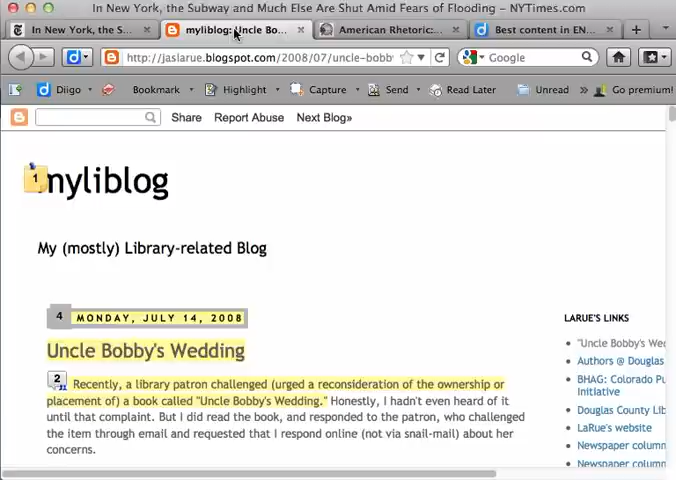 In New York, the Subway and Much Else Are Shut Amid Fears of Flooding – NYTimes.com
In New York, the S...
myliblog: Uncle Bo...
American Rhetoric:...
Best content in EN...
http://jaslarue.blogspot.com/2008/07/uncle-bobby
Google
Diigo
Bookmark
Highlight
Capture
Send
Read Later
Unread
»
Go premium!
Share Report Abuse Next Blog»
1
myliblog
My (mostly) Library-related Blog
4
MONDAY, JULY 14, 2008
Uncle Bobby's Wedding
2
Recently, a library patron challenged (urged a reconsideration of the ownership or
placement of) a book called "Uncle Bobby's Wedding." Honestly, I hadn't even heard of it
until that complaint. But I did read the book, and responded to the patron, who challenged
the item through email and requested that I respond online (not via snail-mail) about her
concerns.
LARUE'S LINKS
"Uncle Bobby's Wed
Authors @ Douglas
BHAG: Colorado Pu
Initiative
Douglas County Lib
LaRue's website
Newspaper column
Newspaper column